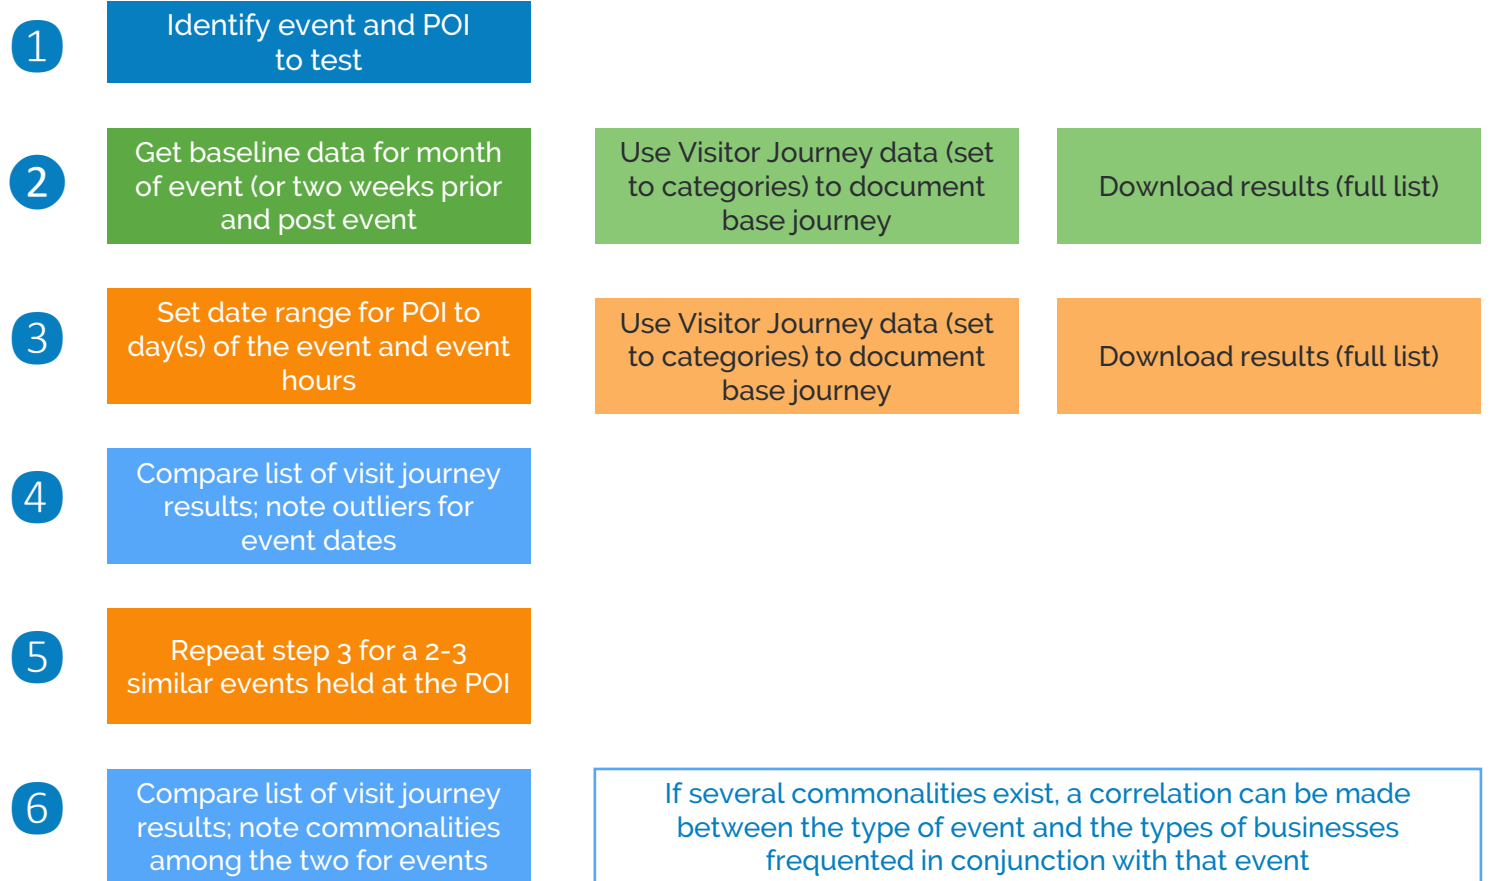 1
Identify event and POI
to test
2
Get baseline data for month
of event (or two weeks prior
and post event
Use Visitor Journey data (set
to categories) to document
base journey
Download results (full list)
3
Set date range for POI to
day(s) of the event and event
hours
Use Visitor Journey data (set
to categories) to document
base journey
Download results (full list)
4
Compare list of visit journey
results; note outliers for
event dates
5
Repeat step 3 for a 2-3
similar events held at the POI
6
Compare list of visit journey
results; note commonalities
among the two for events
If several commonalities exist, a correlation can be made
between the type of event and the types of businesses
frequented in conjunction with that event